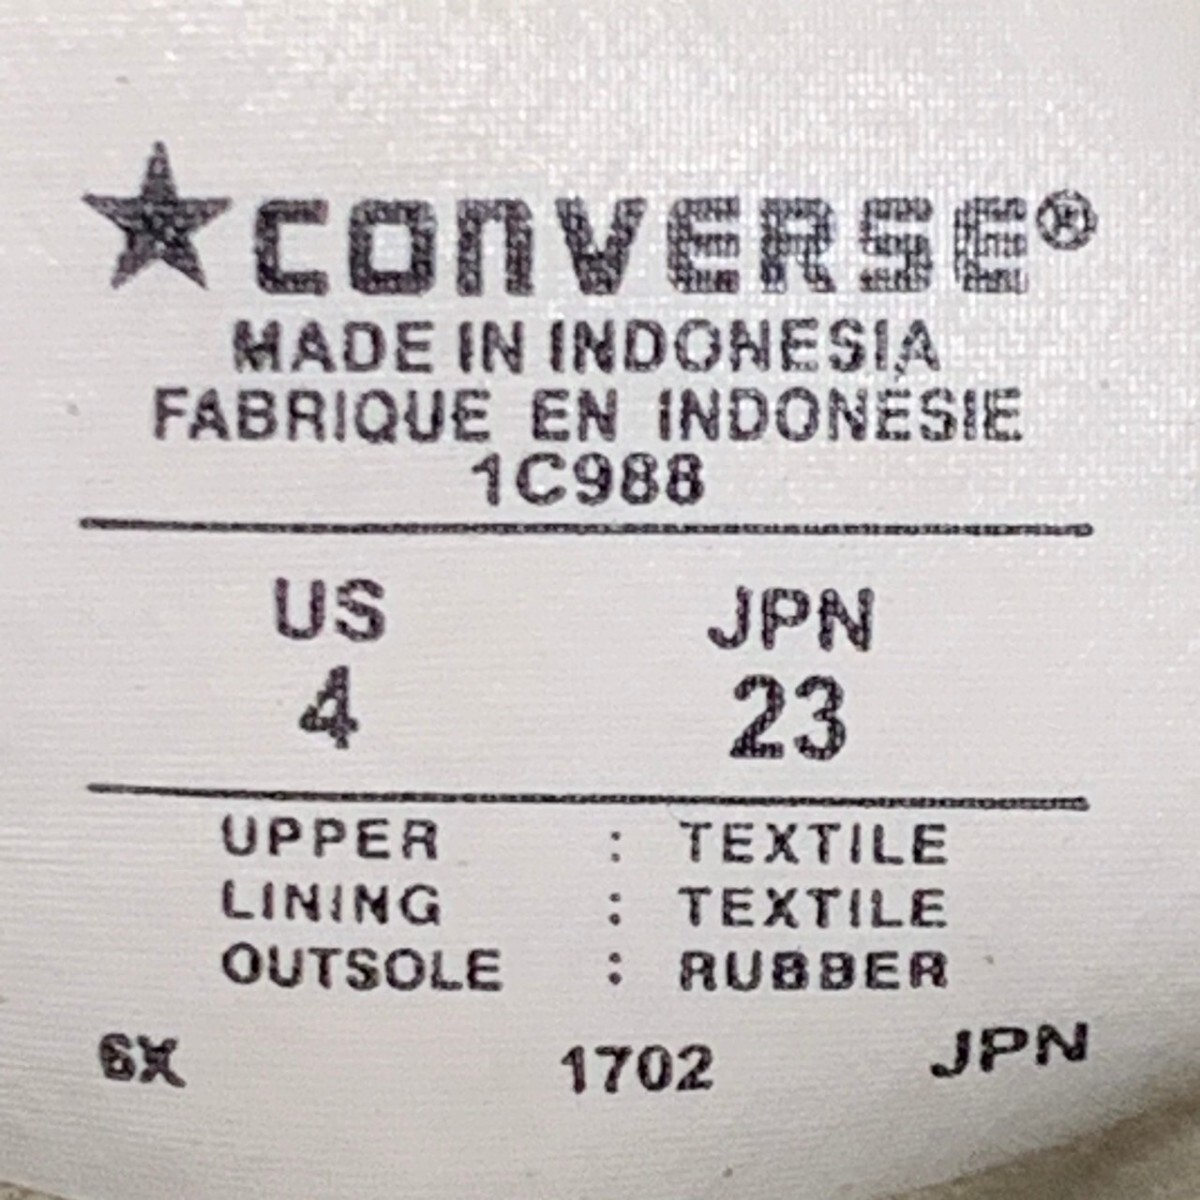 ★CONVERSE®
MADE IN INDONESIA
FABRIQUE EN INDONÉSIE
1C988
US JPN
4 23
UPPER : TEXTILE
LINING : TEXTILE
OUTSOLE : RUBBER
6X 1702 JPN